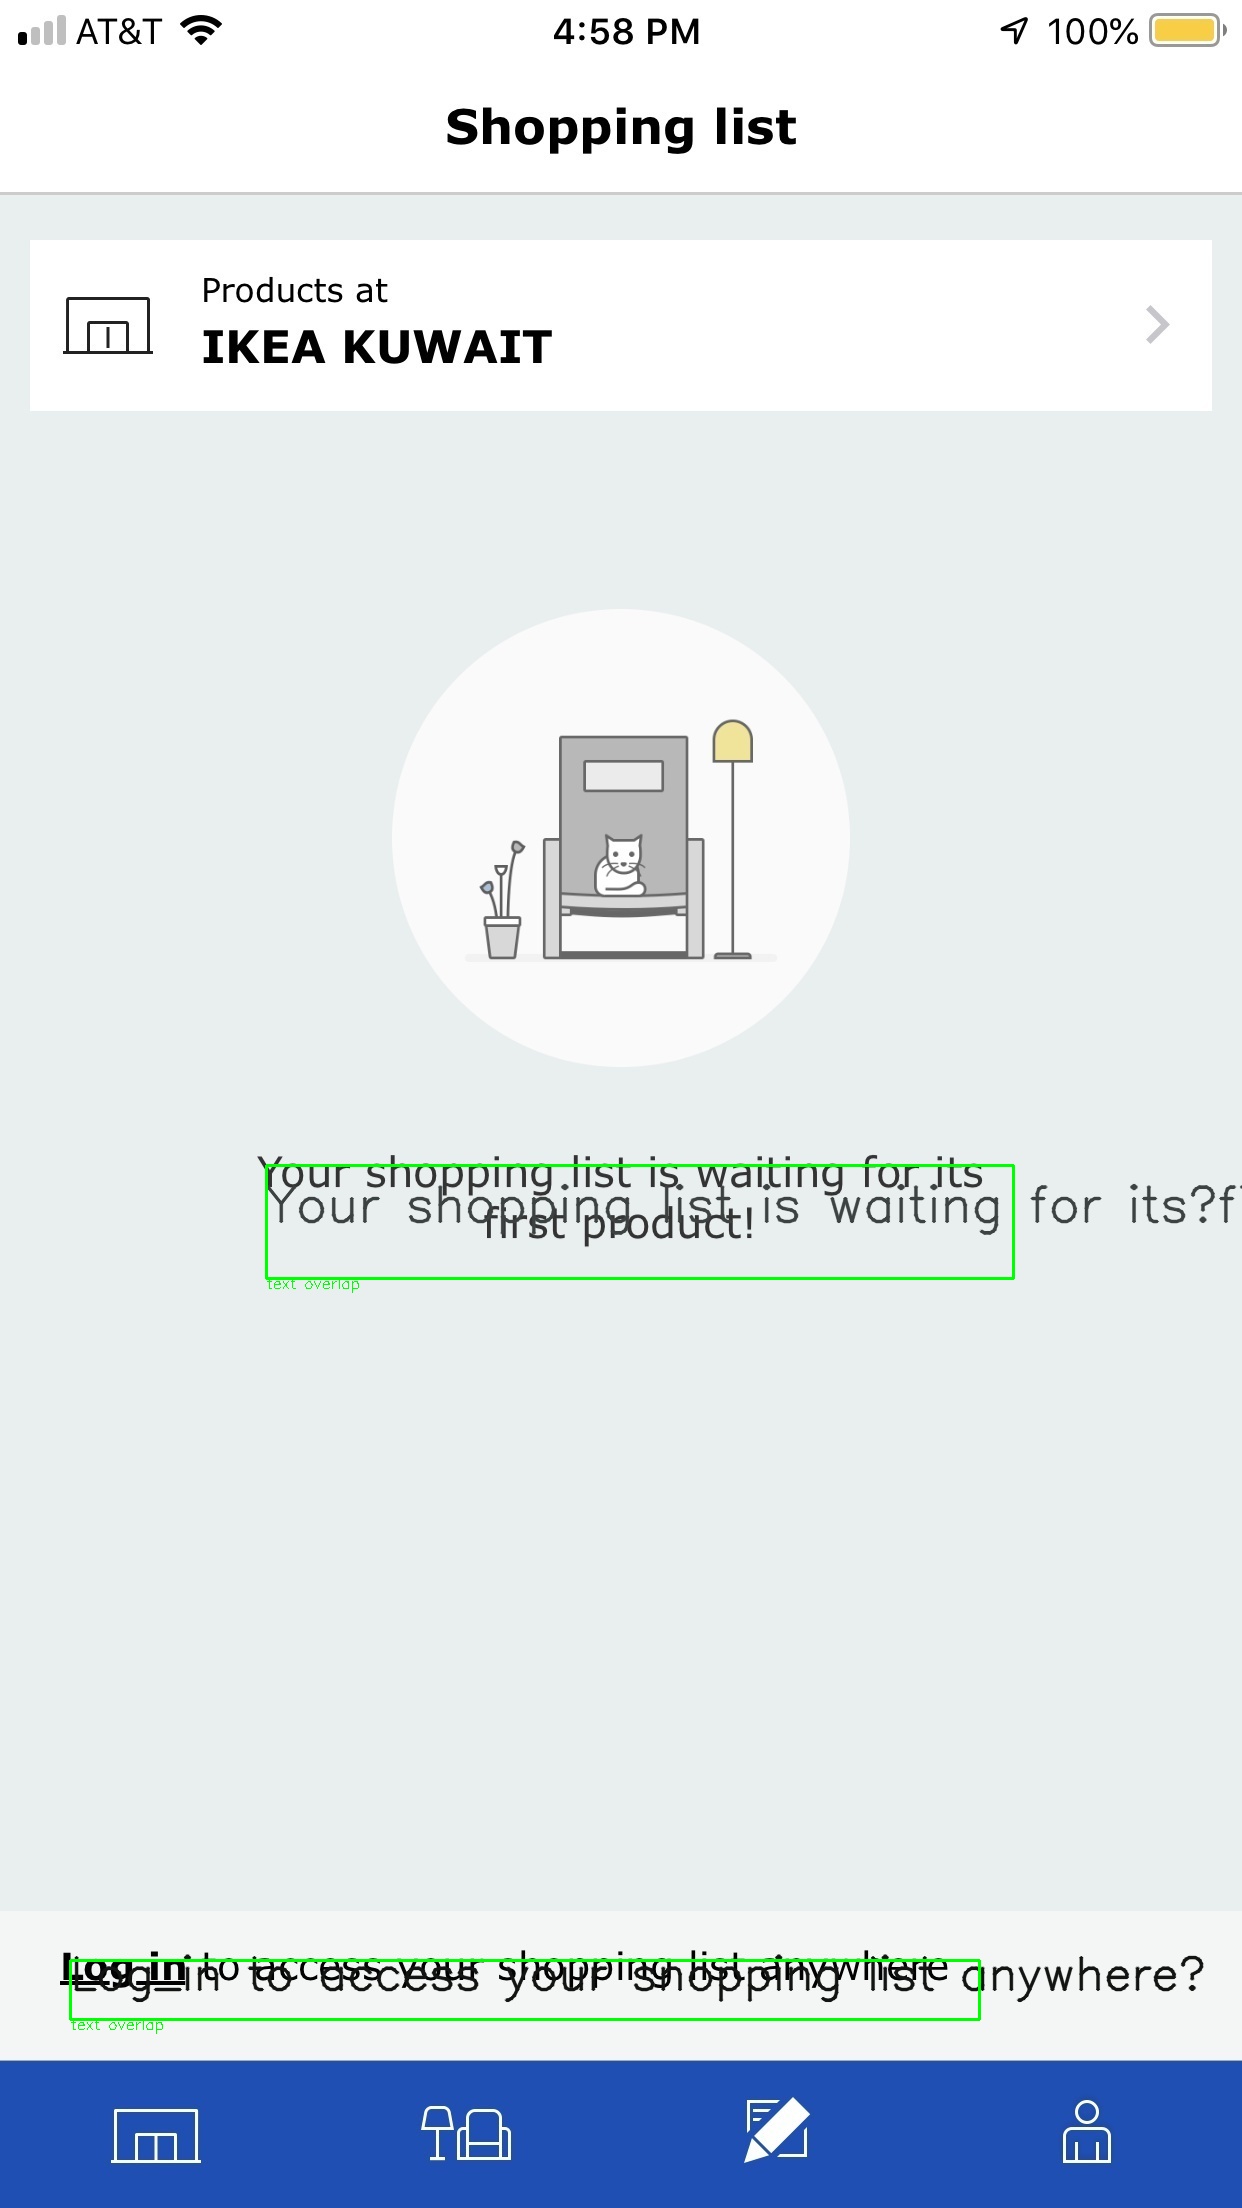 AT&T 4:58 PM 100%
Shopping list
Products at
IKEA KUWAIT
Your shopping list is waiting for its
Your shopping list is waiting for its?f
first product!
text overlap
Log in to access your shopping list anywhere
Log in to access your shopping list anywhere?
text overlap